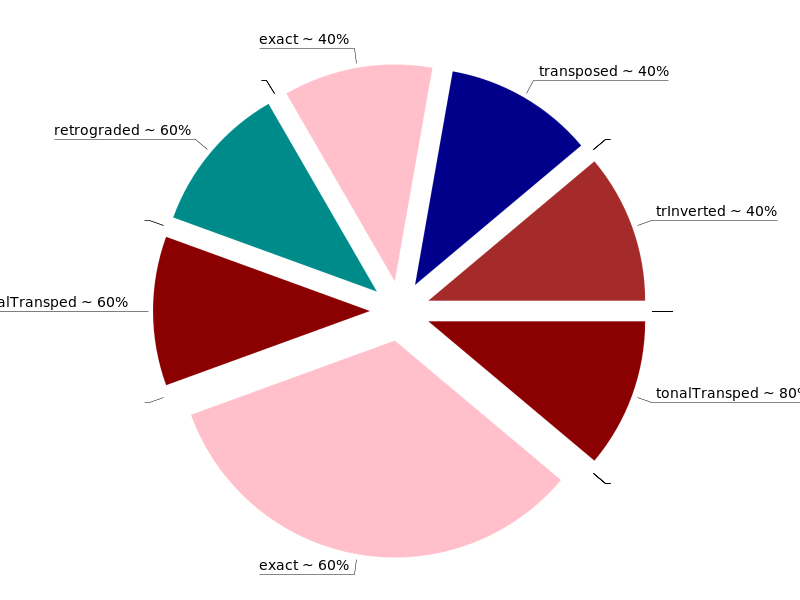 exact ~ 40%
transposed ~ 40%
retrograded ~ 60%
trInverted ~ 40%
alTransped ~ 60%
tonalTransped ~ 80%
exact ~ 60%